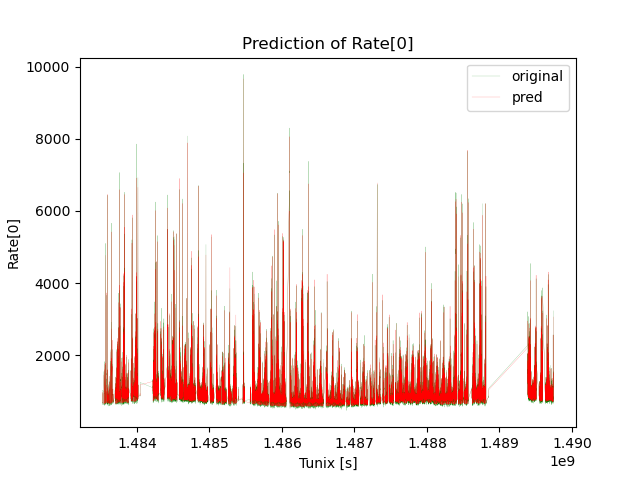 Prediction of Rate[0]
original
pred
Rate[0]
10000
8000
6000
4000
2000
1.484 1.485 1.486 1.487 1.488 1.489 1.490
1e9
Tunix [s]